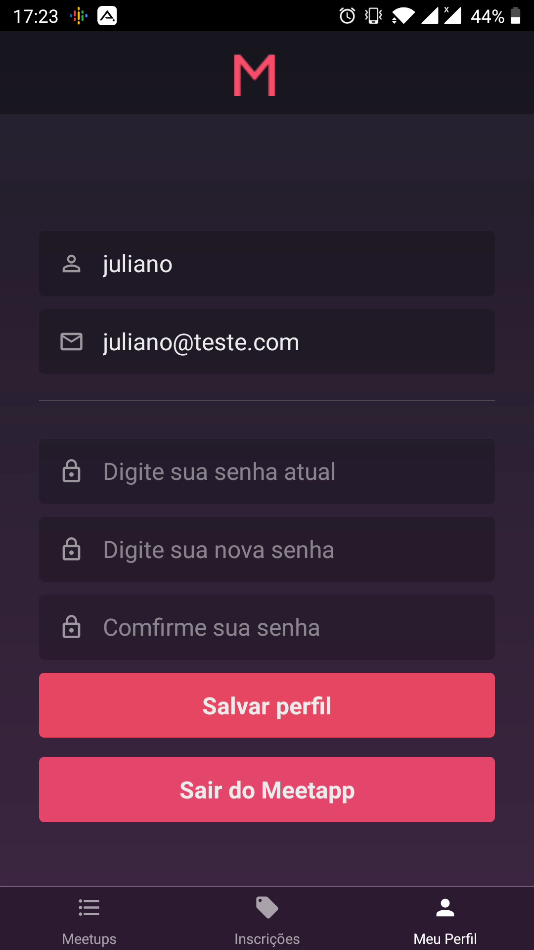 17:23
44%
M
juliano
juliano@teste.com
Digite sua senha atual
Digite sua nova senha
Comfirme sua senha
Salvar perfil
Sair do Meetapp
Meetups
Inscrições
Meu Perfil